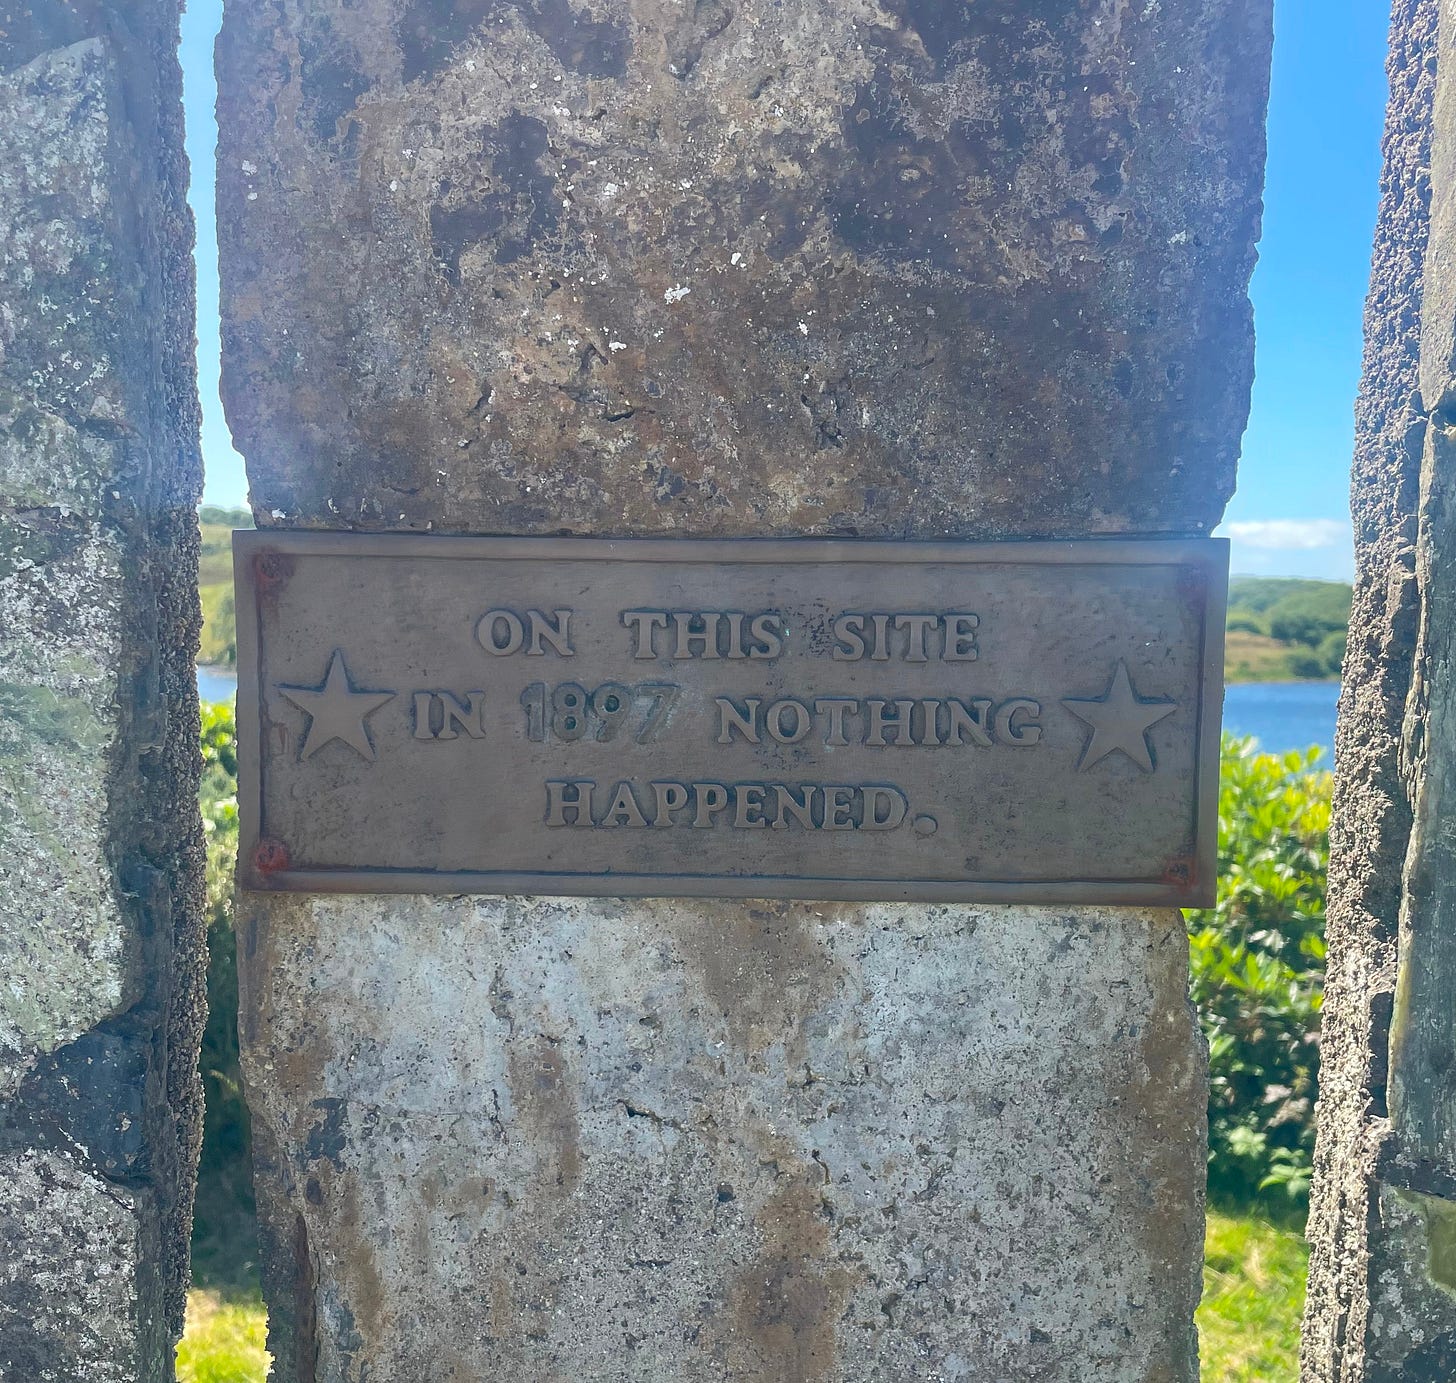 ON THIS SITE
IN 1897 NOTHING
HAPPENED.